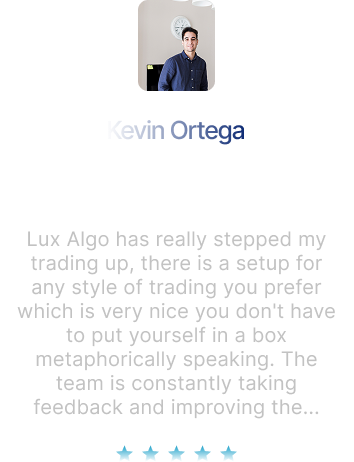 Kevin Ortega
Lux Algo has really stepped my
trading up, there is a setup for
any style of trading you prefer
which is very nice you don't have
to put yourself in a box
metaphorically speaking. The
team is constantly taking
feedback and improving the...